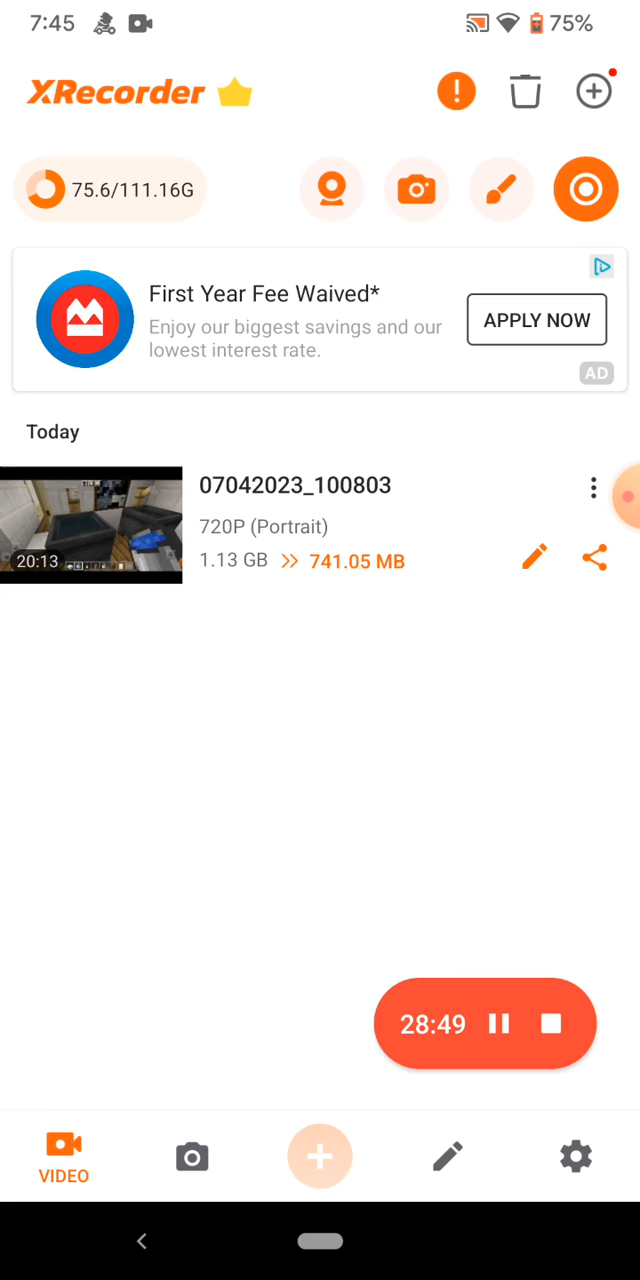 7:45
75%
XRecorder
75.6/111.16G
First Year Fee Waived*
Enjoy our biggest savings and our
lowest interest rate.
APPLY NOW
AD
Today
07042023_100803
720P (Portrait)
20:13
1.13 GB >> 741.05 MB
28:49
VIDEO